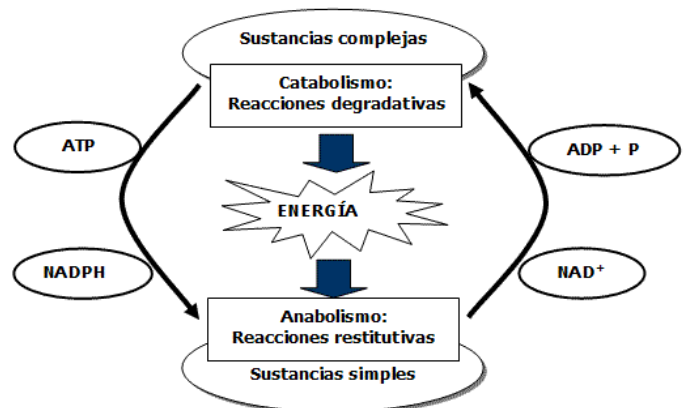 Sustancias complejas
Catabolismo:
Reacciones degradativas
ATP
ADP + P
ENERGÍA
NADPH
NAD⁺
Anabolismo:
Reacciones restitutivas
Sustancias simples